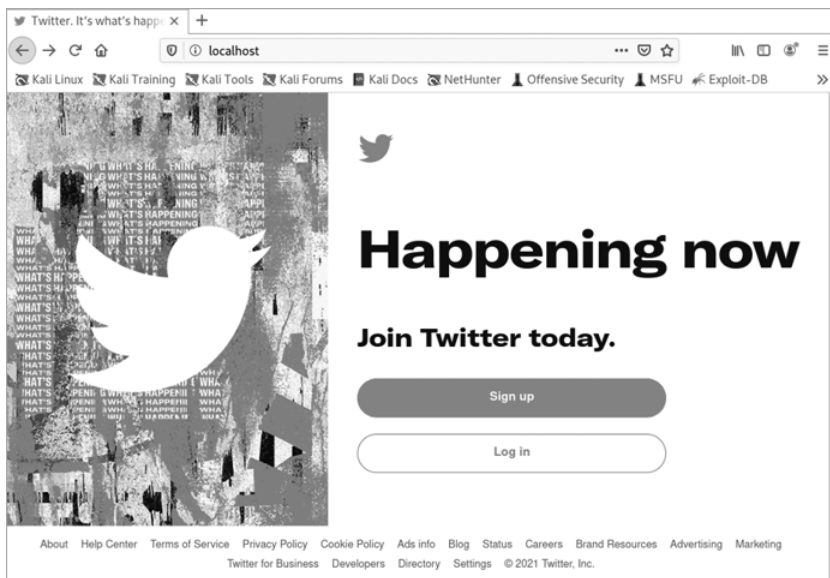 Twitter. It's what's happe
localhost
Kali Linux Kali Training Kali Tools Kali Forums Kali Docs NetHunter Offensive Security MSFU Exploit-DB
Happening now
Join Twitter today.
Sign up
Log in
WHAT'S HAPPENING
About Help Center Terms of Service Privacy Policy Cookie Policy Ads info Blog Status Careers Brand Resources Advertising Marketing
Twitter for Business Developers Directory Settings © 2021 Twitter, Inc.